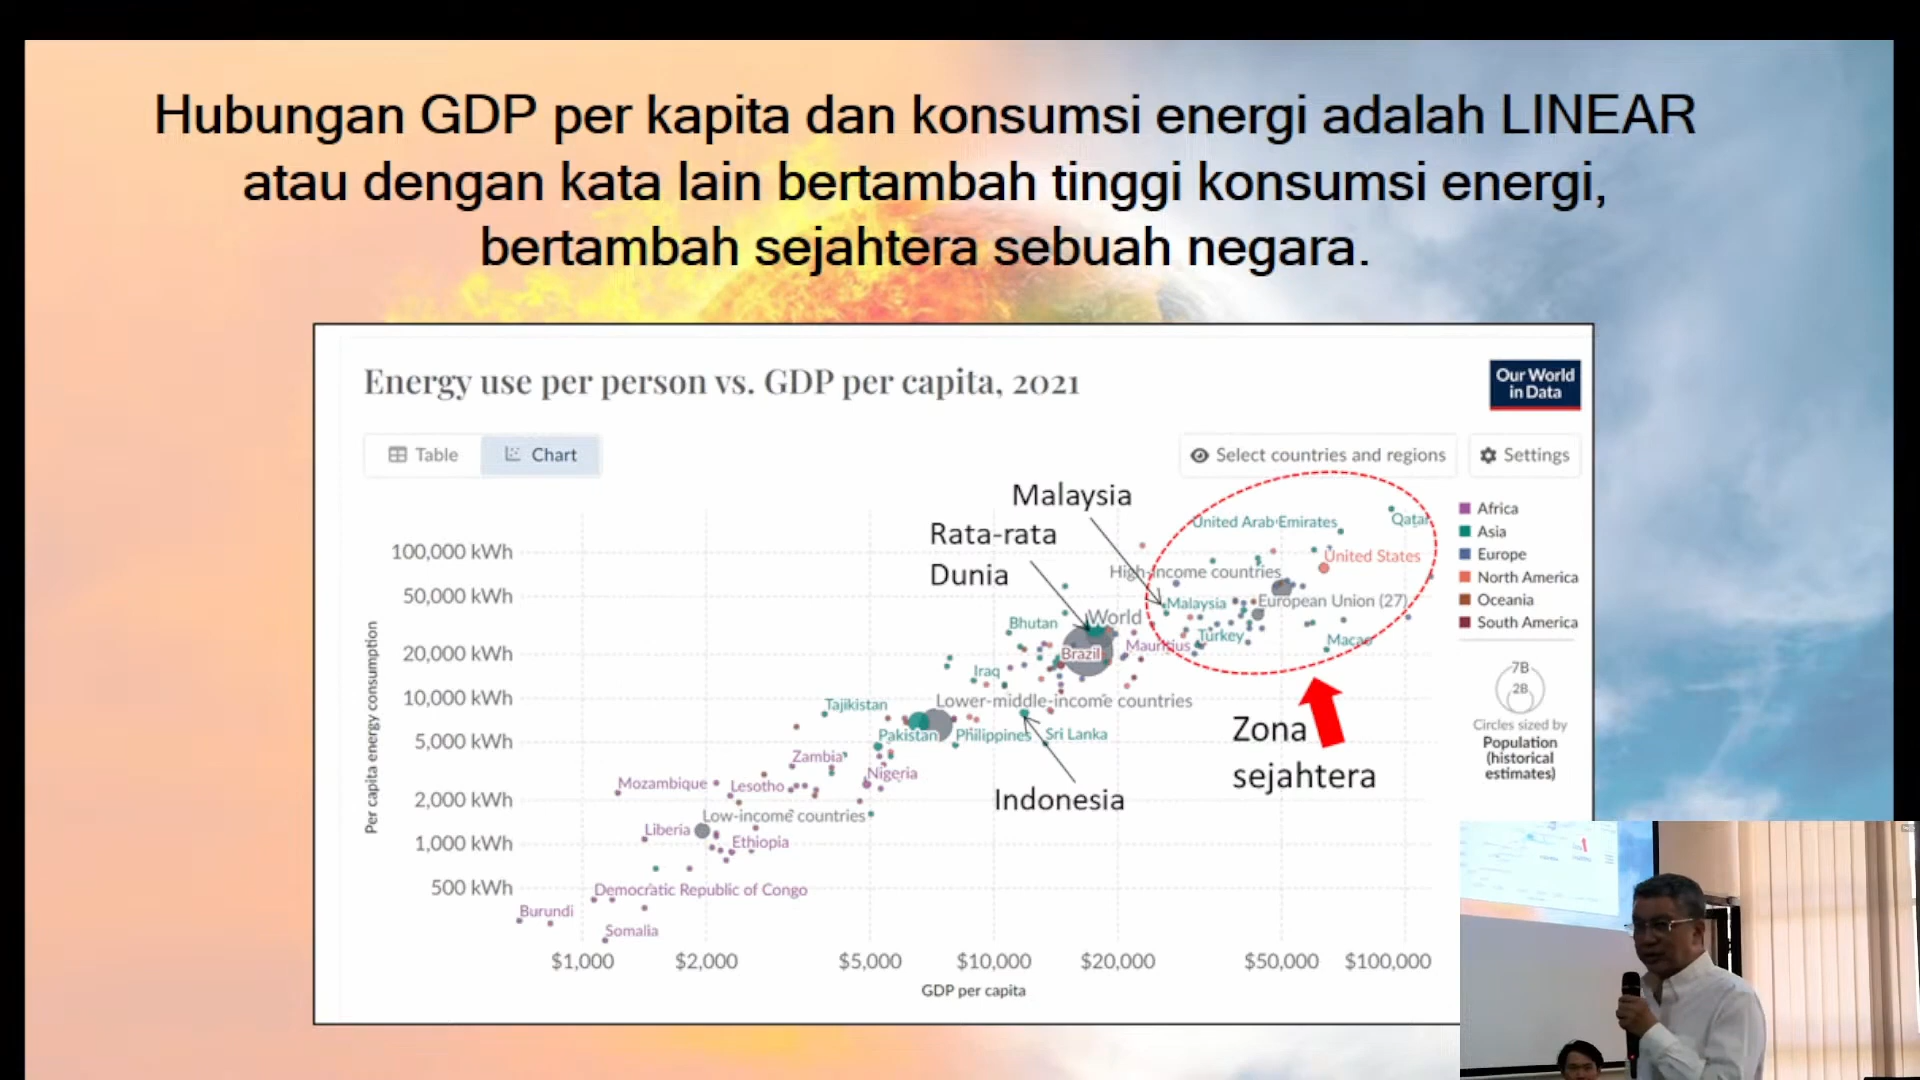 Hubungan GDP per kapita dan konsumsi energi adalah LINEAR
atau dengan kata lain bertambah tinggi konsumsi energi,
bertambah sejahtera sebuah negara.
Energy use per person vs. GDP per capita, 2021
Our World
in Data
Table
Chart
Select countries and regions
Settings
Malaysia
Rata-rata
Dunia
United Arab Emirates
Qatar
United States
High-income countries
Malaysia
European Union (27)
World
Bhutan
Turkey
Macao
Mauritius
Brazil
Iraq
Lower-middle-income countries
Tajikistan
Pakistan
Philippines
Sri Lanka
Zambia
Nigeria
Mozambique
Lesotho
Indonesia
Low-income countries
Liberia
Ethiopia
Democratic Republic of Congo
Burundi
Somalia
Zona
sejahtera
Per capita energy consumption
100,000 kWh
50,000 kWh
20,000 kWh
10,000 kWh
5,000 kWh
2,000 kWh
1,000 kWh
500 kWh
$1,000
$2,000
$5,000
$10,000
$20,000
$50,000
$100,000
GDP per capita
Africa
Asia
Europe
North America
Oceania
South America
7B
2B
Circles sized by
Population
(historical
estimates)